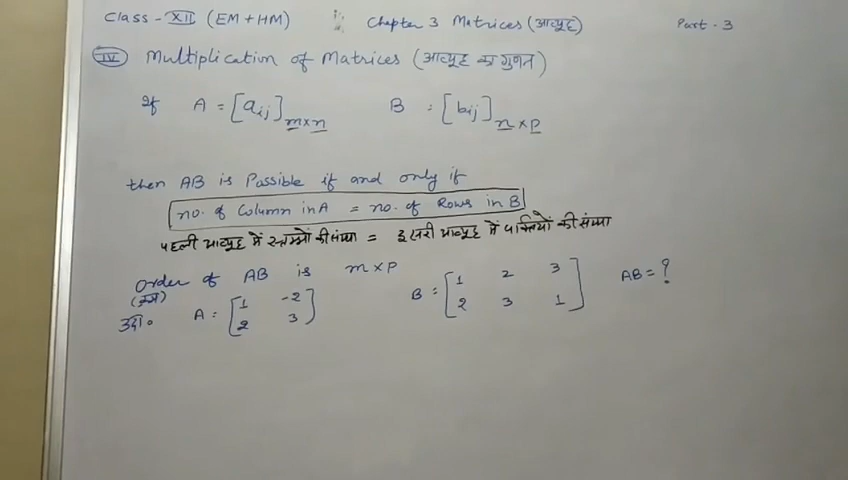 Class - XII (EM + HM) Chapter 3 Matrices (आव्यूह) Part - 3
IV Multiplication of Matrices (आव्यूह का गुणन)
If A = [aij]m×n B = [bij]n×p
then AB is Possible if and only if
no. of Column in A = no. of Rows in B
पहली आव्यूह में स्तम्भों की संख्या = दूसरी आव्यूह में पंक्तियों की संख्या
Order of AB is m×p
(क्रम)
उदा० A = [1 -2 B = [1 2 3 AB = ?
2 3] 2 3 1]